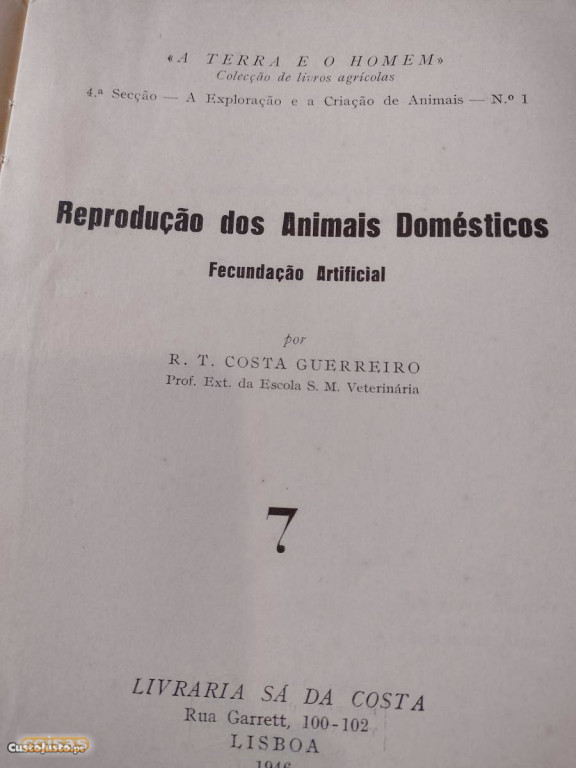 «A TERRA E O HOMEM»
Colecção de livros agrícolas
4.ª Secção — A Exploração e a Criação de Animais — N.º 1
Reprodução dos Animais Domésticos
Fecundação Artificial
por
R. T. COSTA GUERREIRO
Prof. Ext. da Escola S. M. Veterinária
7
LIVRARIA SÁ DA COSTA
Rua Garrett, 100-102
LISBOA
1946